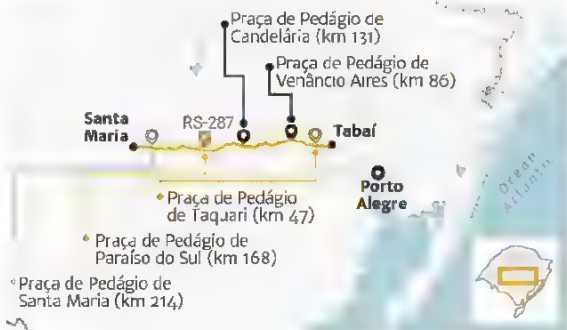 Praça de Pedágio de
Candelária (km 131)
Praça de Pedágio de
Venâncio Aires (km 86)
Santa
Maria
RS-287
Tabaí
Porto
Alegre
Ocean
Atlantic
Praça de Pedágio
de Taquari (km 47)
Praça de Pedágio de
Paraíso do Sul (km 168)
Praça de Pedágio de
Santa Maria (km 214)